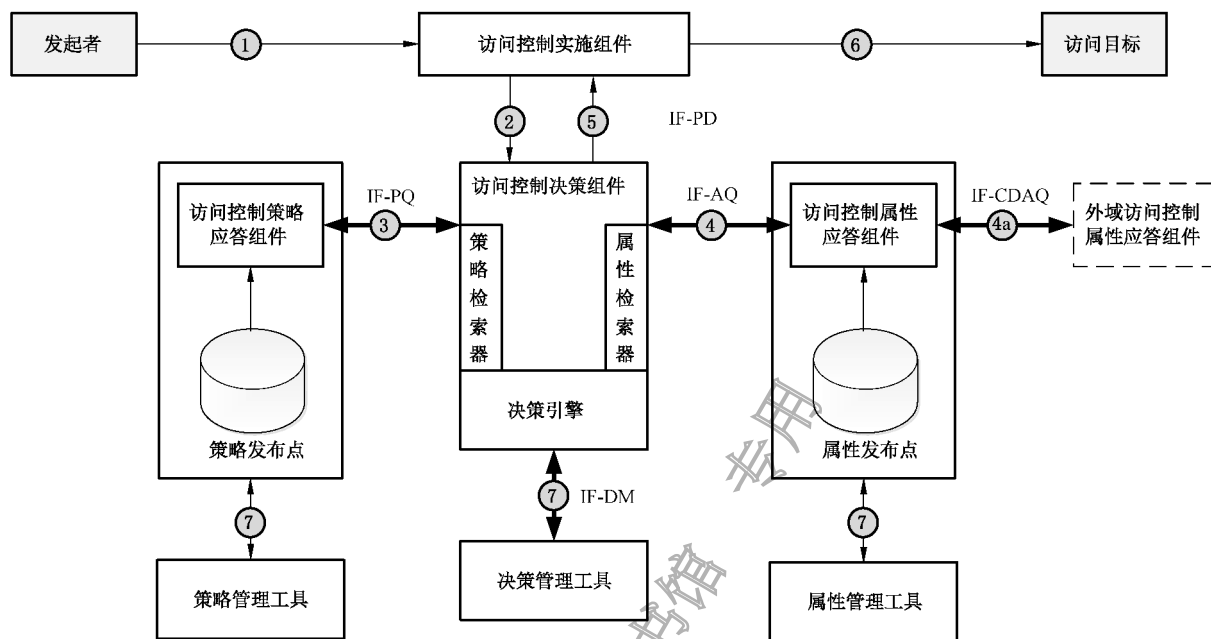 发起者
1
访问控制实施组件
6
访问目标
2
5
IF-PD
访问控制策略
应答组件
IF-PQ
3
访问控制决策组件
策略检索器
属性检索器
决策引擎
IF-AQ
4
访问控制属性
应答组件
IF-CDAQ
4a
外域访问控制
属性应答组件
策略发布点
属性发布点
7
7
IF-DM
7
策略管理工具
决策管理工具
属性管理工具
专用
书馆